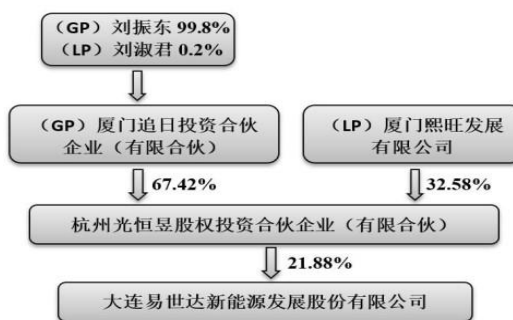 （GP）刘振东 99.8%
（LP）刘淑君 0.2%
（GP）厦门追日投资合伙
企业（有限合伙）
（LP）厦门熙旺发展
有限公司
67.42%
32.58%
杭州光恒昱股权投资合伙企业（有限合伙）
21.88%
大连易世达新能源发展股份有限公司